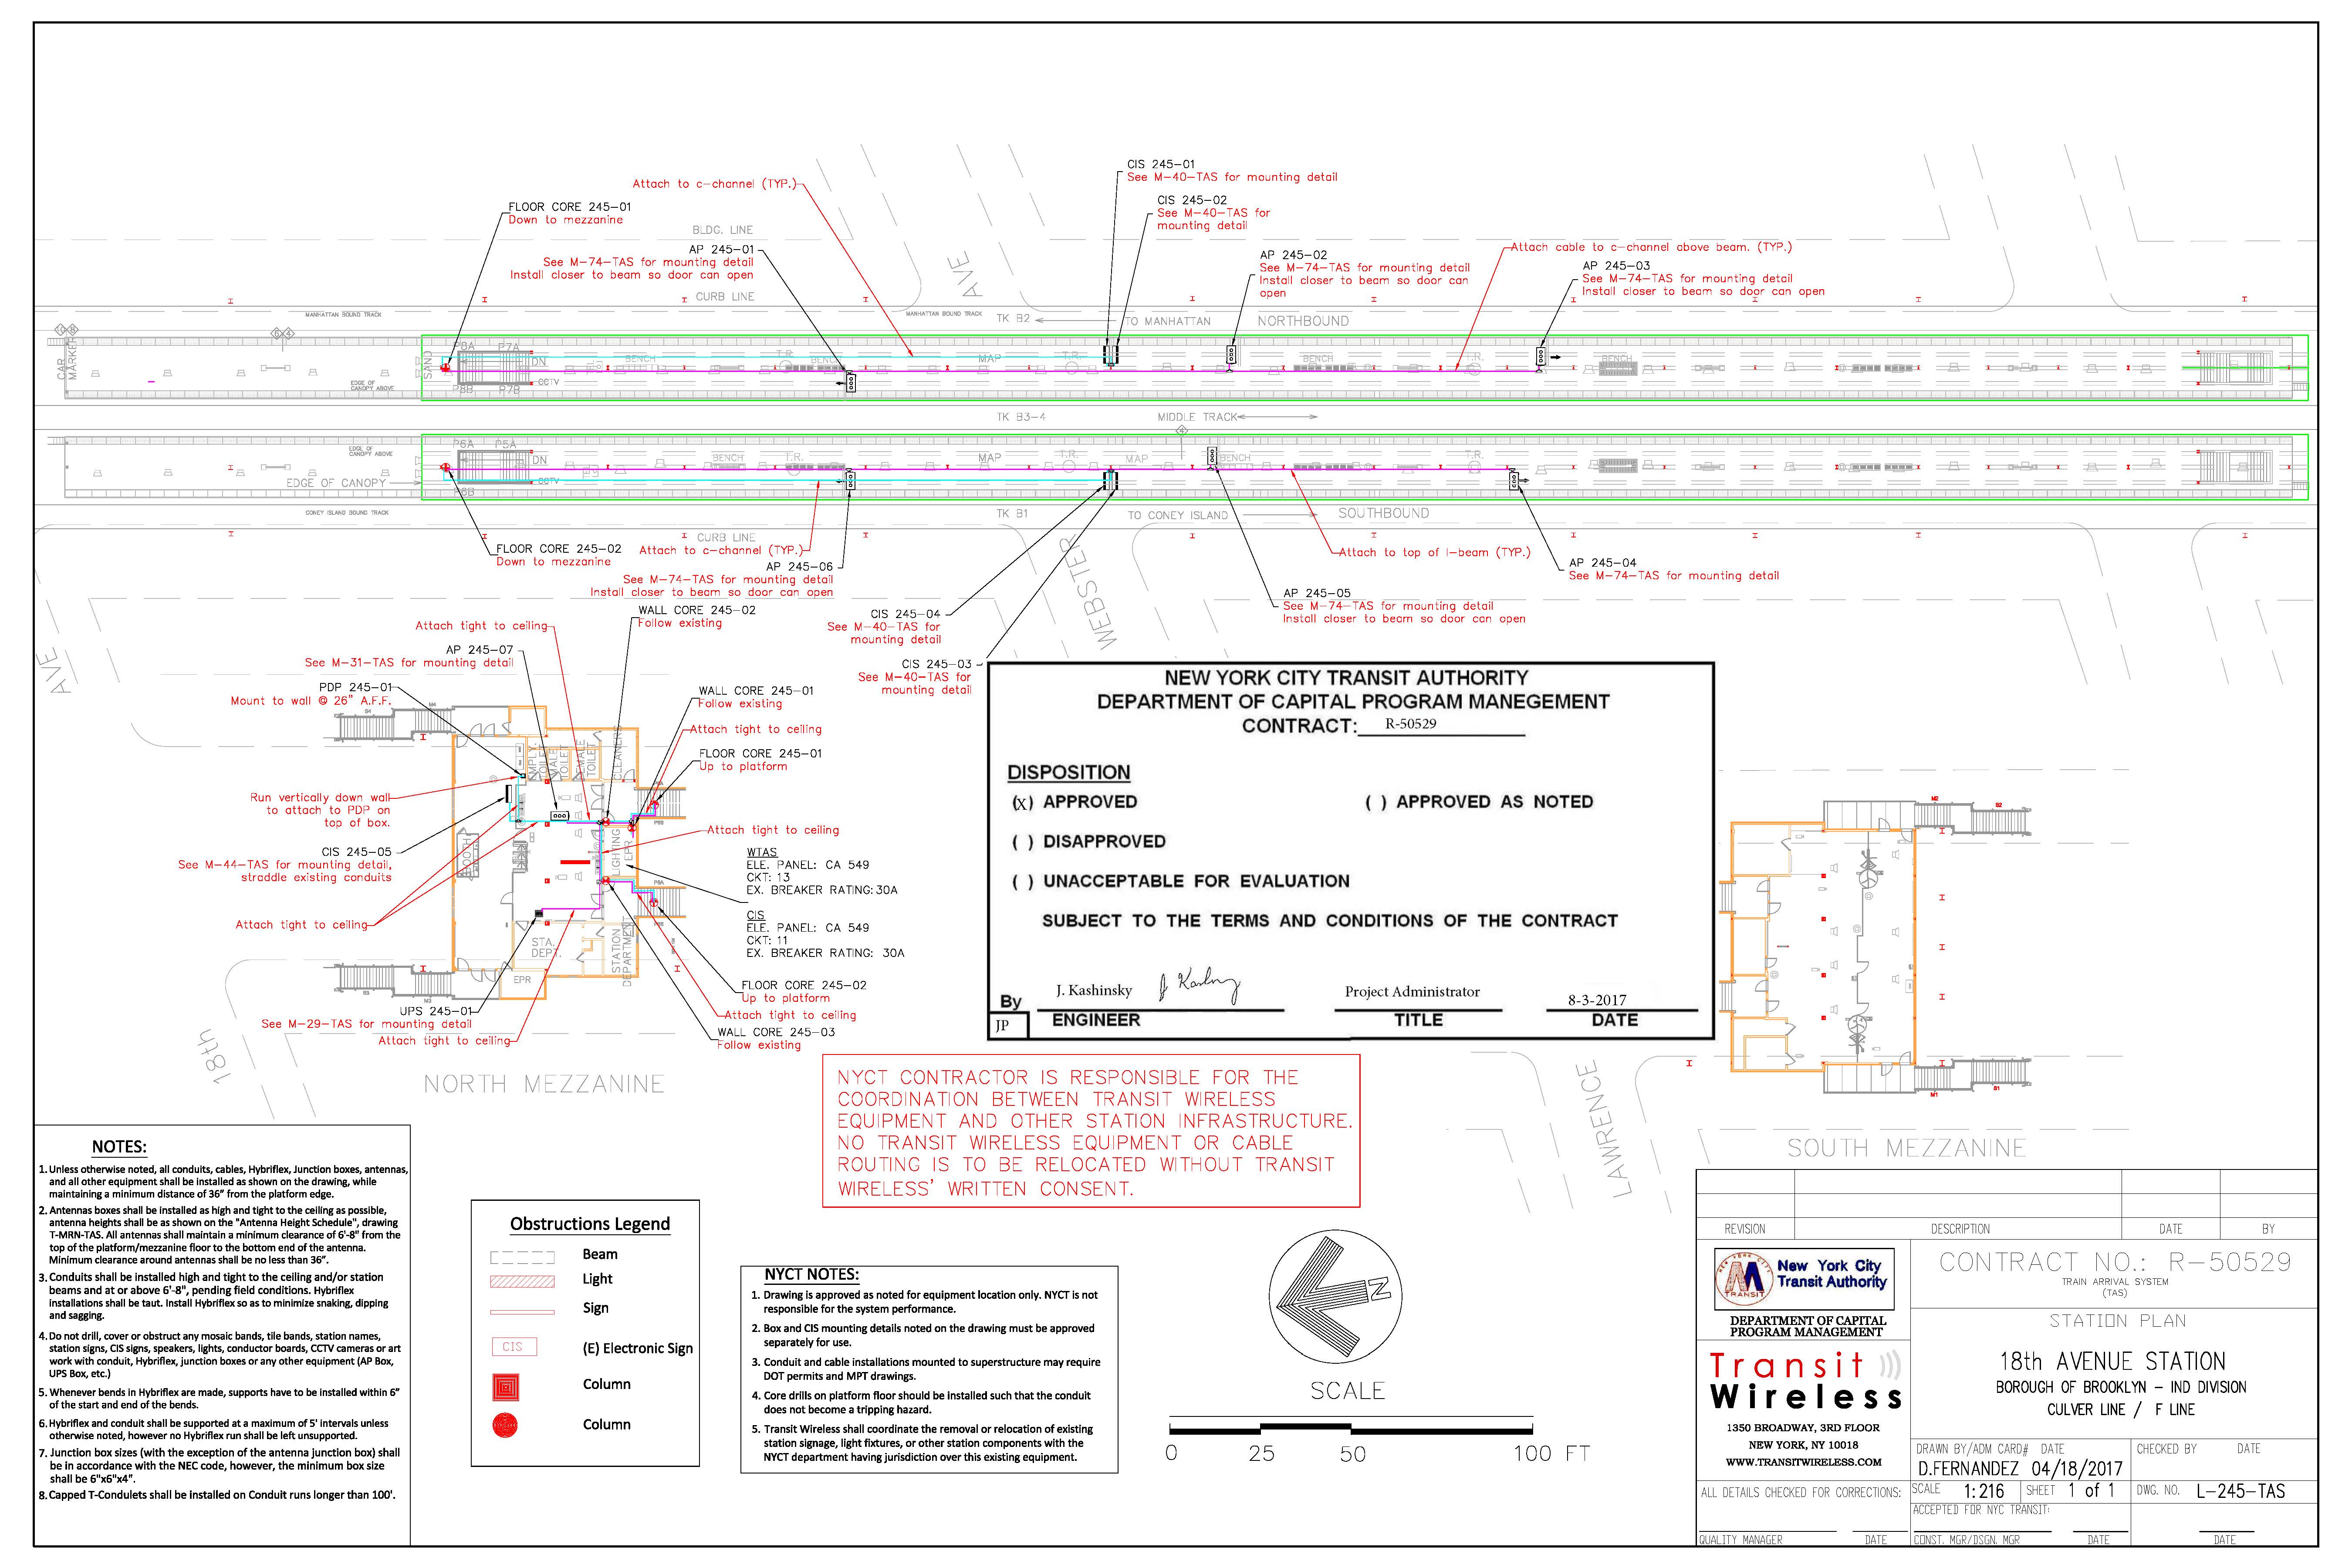 CIS 245-01
See M-40-TAS for mounting detail
Attach to c-channel (TYP.)
CIS 245-02
See M-40-TAS for
mounting detail
FLOOR CORE 245-01
Down to mezzanine
BLDG. LINE
AP 245-01
See M-74-TAS for mounting detail
Install closer to beam so door can open
AVE
AP 245-02
See M-74-TAS for mounting detail
Install closer to beam so door can
open
Attach cable to c-channel above beam. (TYP.)
AP 245-03
See M-74-TAS for mounting detail
Install closer to beam so door can open
CURB LINE
MANHATTAN BOUND TRACK
MANHATTAN BOUND TRACK
TK B2
TO MANHATTAN
NORTHBOUND
CAR
MARKER
6
4
SAND
P8A
P7A
DN
BENCH
T.R.
BENCH
MAP
T.R.
BENCH
T.R.
BENCH
EDGE OF
CANOPY ABOVE
P8B
P7B
CCTV
TK B3-4
MIDDLE TRACK
4
P6A
P5A
EDGE OF
CANOPY ABOVE
DN
BENCH
T.R.
MAP
T.R.
MAP
BENCH
T.R.
EDGE OF CANOPY
CCTV
P6B
CONEY ISLAND BOUND TRACK
TK B1
TO CONEY ISLAND
SOUTHBOUND
CURB LINE
FLOOR CORE 245-02
Down to mezzanine
Attach to c-channel (TYP.)
AP 245-06
See M-74-TAS for mounting detail
Install closer to beam so door can open
Attach to top of I-beam (TYP.)
AP 245-04
See M-74-TAS for mounting detail
AP 245-05
See M-74-TAS for mounting detail
Install closer to beam so door can open
WEBSTER
CIS 245-04
See M-40-TAS for
mounting detail
CIS 245-03
See M-40-TAS for
mounting detail
WALL CORE 245-02
Follow existing
Attach tight to ceiling
AP 245-07
See M-31-TAS for mounting detail
AVE
PDP 245-01
Mount to wall @ 26" A.F.F.
WALL CORE 245-01
Follow existing
Attach tight to ceiling
FLOOR CORE 245-01
Up to platform
S4
M4
EMPL.
TOILET
MALE
TOILET
FEMALE
TOILET
CLEANERS
Run vertically down wall
to attach to PDP on
top of box.
Attach tight to ceiling
CIS 245-05
See M-44-TAS for mounting detail,
straddle existing conduits
BOOTH
LIGHTING
EPR
WTAS
ELE. PANEL: CA 549
CKT: 13
EX. BREAKER RATING: 30A
CIS
ELE. PANEL: CA 549
CKT: 11
EX. BREAKER RATING: 30A
Attach tight to ceiling
STA.
DEPT.
STATION
DEPARTMENT
EPR
S3
M3
FLOOR CORE 245-02
Up to platform
Attach tight to ceiling
WALL CORE 245-03
Follow existing
UPS 245-01
See M-29-TAS for mounting detail
Attach tight to ceiling
18th
NORTH MEZZANINE
NEW YORK CITY TRANSIT AUTHORITY
DEPARTMENT OF CAPITAL PROGRAM MANEGEMENT
CONTRACT: R-50529
DISPOSITION
(X) APPROVED
( ) APPROVED AS NOTED
( ) DISAPPROVED
( ) UNACCEPTABLE FOR EVALUATION
SUBJECT TO THE TERMS AND CONDITIONS OF THE CONTRACT
By J. Kashinsky
Project Administrator
8-3-2017
JP
ENGINEER
TITLE
DATE
M2
S2
M1
S1
LAWRENCE
SOUTH MEZZANINE
NYCT CONTRACTOR IS RESPONSIBLE FOR THE
COORDINATION BETWEEN TRANSIT WIRELESS
EQUIPMENT AND OTHER STATION INFRASTRUCTURE.
NO TRANSIT WIRELESS EQUIPMENT OR CABLE
ROUTING IS TO BE RELOCATED WITHOUT TRANSIT
WIRELESS' WRITTEN CONSENT.
NOTES:
1. Unless otherwise noted, all conduits, cables, Hybriflex, Junction boxes, antennas,
and all other equipment shall be installed as shown on the drawing, while
maintaining a minimum distance of 36" from the platform edge.
2. Antennas boxes shall be installed as high and tight to the ceiling as possible,
antenna heights shall be as shown on the "Antenna Height Schedule", drawing
T-MRN-TAS. All antennas shall maintain a minimum clearance of 6'-8" from the
top of the platform/mezzanine floor to the bottom end of the antenna.
Minimum clearance around antennas shall be no less than 36".
3. Conduits shall be installed high and tight to the ceiling and/or station
beams and at or above 6'-8", pending field conditions. Hybriflex
installations shall be taut. Install Hybriflex so as to minimize snaking, dipping
and sagging.
4. Do not drill, cover or obstruct any mosaic bands, tile bands, station names,
station signs, CIS signs, speakers, lights, conductor boards, CCTV cameras or art
work with conduit, Hybriflex, junction boxes or any other equipment (AP Box,
UPS Box, etc.)
5. Whenever bends in Hybriflex are made, supports have to be installed within 6"
of the start and end of the bends.
6. Hybriflex and conduit shall be supported at a maximum of 5' intervals unless
otherwise noted, however no Hybriflex run shall be left unsupported.
7. Junction box sizes (with the exception of the antenna junction box) shall
be in accordance with the NEC code, however, the minimum box size
shall be 6"x6"x4".
8. Capped T-Condulets shall be installed on Conduit runs longer than 100'.
Obstructions Legend
Beam
Light
Sign
CIS
(E) Electronic Sign
Column
Column
NYCT NOTES:
1. Drawing is approved as noted for equipment location only. NYCT is not
responsible for the system performance.
2. Box and CIS mounting details noted on the drawing must be approved
separately for use.
3. Conduit and cable installations mounted to superstructure may require
DOT permits and MPT drawings.
4. Core drills on platform floor should be installed such that the conduit
does not become a tripping hazard.
5. Transit Wireless shall coordinate the removal or relocation of existing
station signage, light fixtures, or other station components with the
NYCT department having jurisdiction over this existing equipment.
N
SCALE
0 25 50 100 FT
REVISION DESCRIPTION DATE BY
NEW YORK CITY
TRANSIT
New York City
Transit Authority
DEPARTMENT OF CAPITAL
PROGRAM MANAGEMENT
Transit
Wireless
1350 BROADWAY, 3RD FLOOR
NEW YORK, NY 10018
WWW.TRANSITWIRELESS.COM
ALL DETAILS CHECKED FOR CORRECTIONS:
QUALITY MANAGER DATE
CONTRACT NO.: R-50529
TRAIN ARRIVAL SYSTEM
(TAS)
STATION PLAN
18th AVENUE STATION
BOROUGH OF BROOKLYN - IND DIVISION
CULVER LINE / F LINE
DRAWN BY/ADM CARD# DATE
D.FERNANDEZ 04/18/2017
CHECKED BY DATE
SCALE 1:216
SHEET 1 of 1
DWG. NO. L-245-TAS
ACCEPTED FOR NYC TRANSIT:
CONST. MGR/DSGN. MGR DATE
DATE